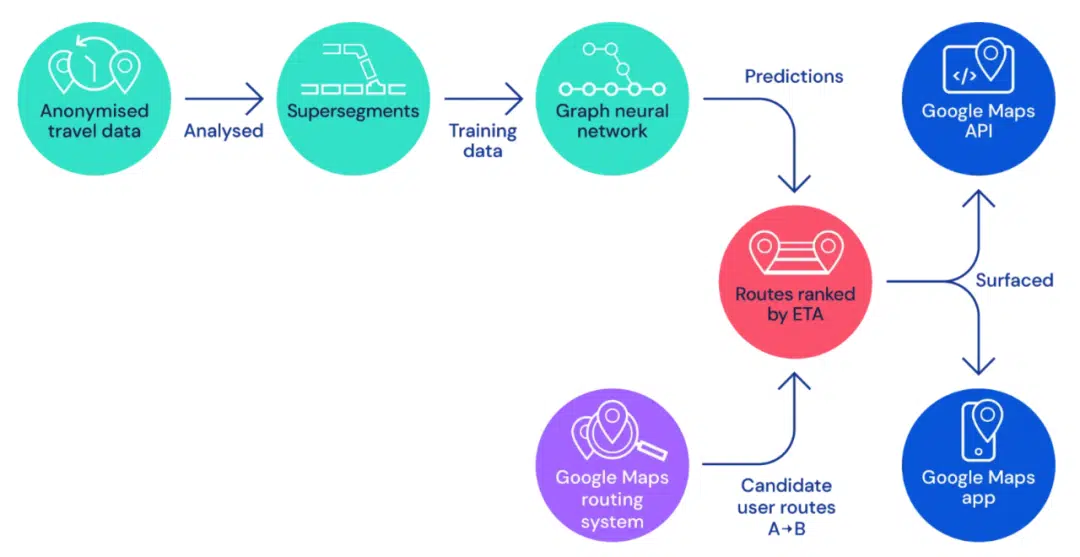 Anonymised
travel data
Analysed
Supersegments
Training
data
Graph neural
network
Predictions
Google Maps
API
Routes ranked
by ETA
Surfaced
Google Maps
routing
system
Candidate
user routes
A→B
Google Maps
app